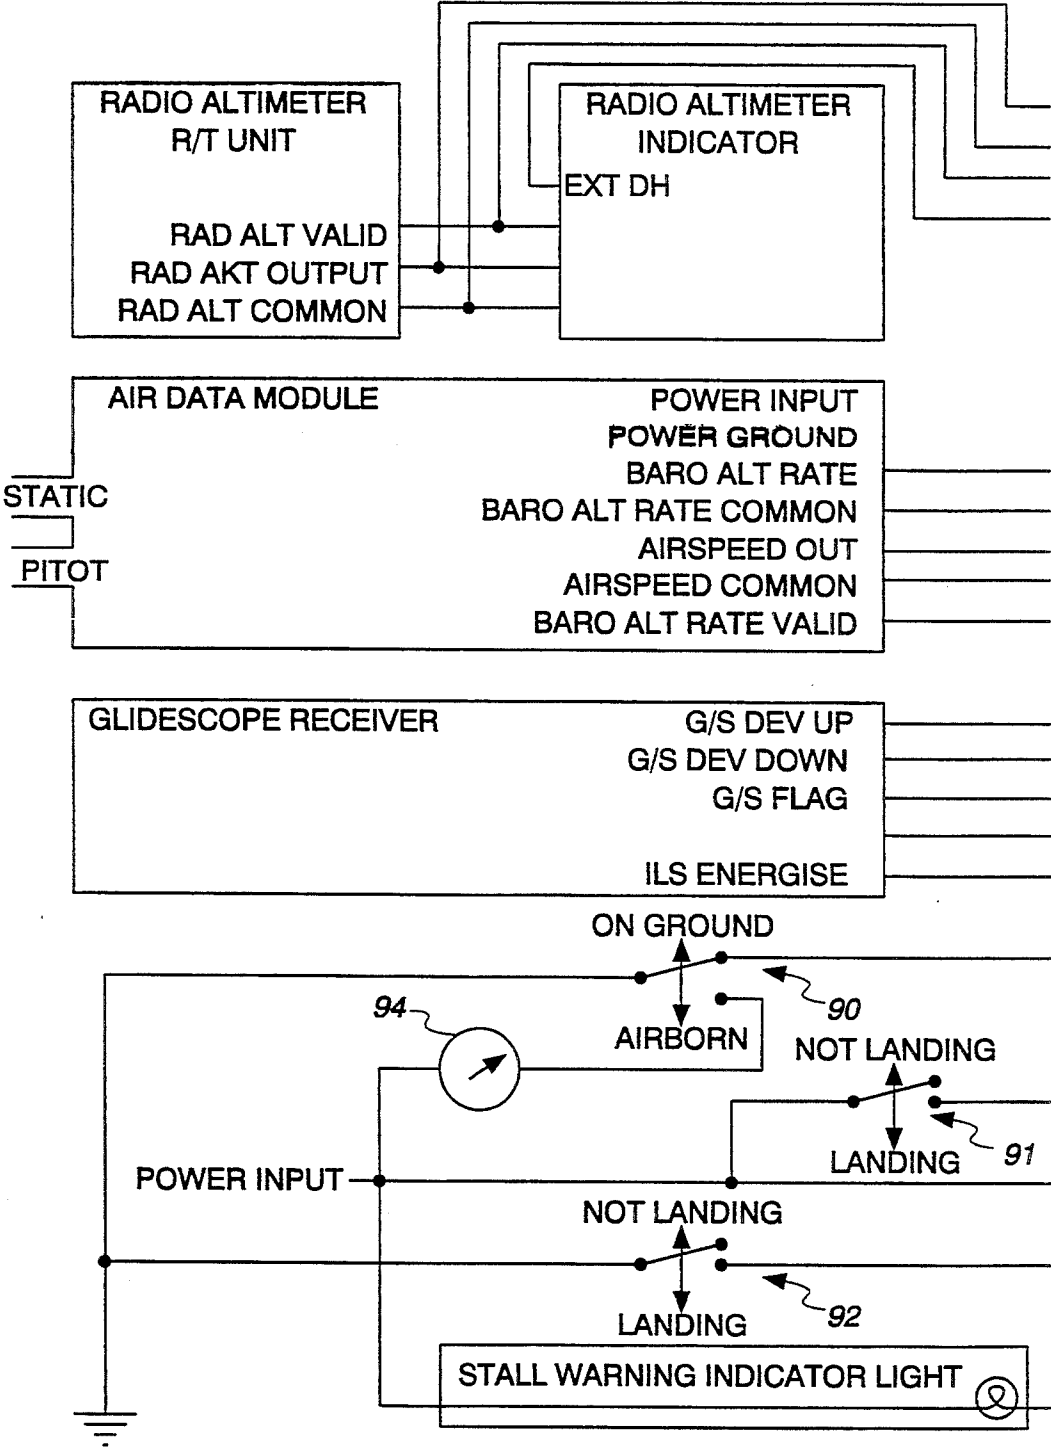 RADIO ALTIMETER
R/T UNIT
RAD ALT VALID
RAD AKT OUTPUT
RAD ALT COMMON
RADIO ALTIMETER
INDICATOR
EXT DH
AIR DATA MODULE
STATIC
PITOT
POWER INPUT
POWER GROUND
BARO ALT RATE
BARO ALT RATE COMMON
AIRSPEED OUT
AIRSPEED COMMON
BARO ALT RATE VALID
GLIDESCOPE RECEIVER
G/S DEV UP
G/S DEV DOWN
G/S FLAG
ILS ENERGISE
ON GROUND
90
AIRBORN
94
NOT LANDING
91
LANDING
POWER INPUT
NOT LANDING
92
LANDING
STALL WARNING INDICATOR LIGHT